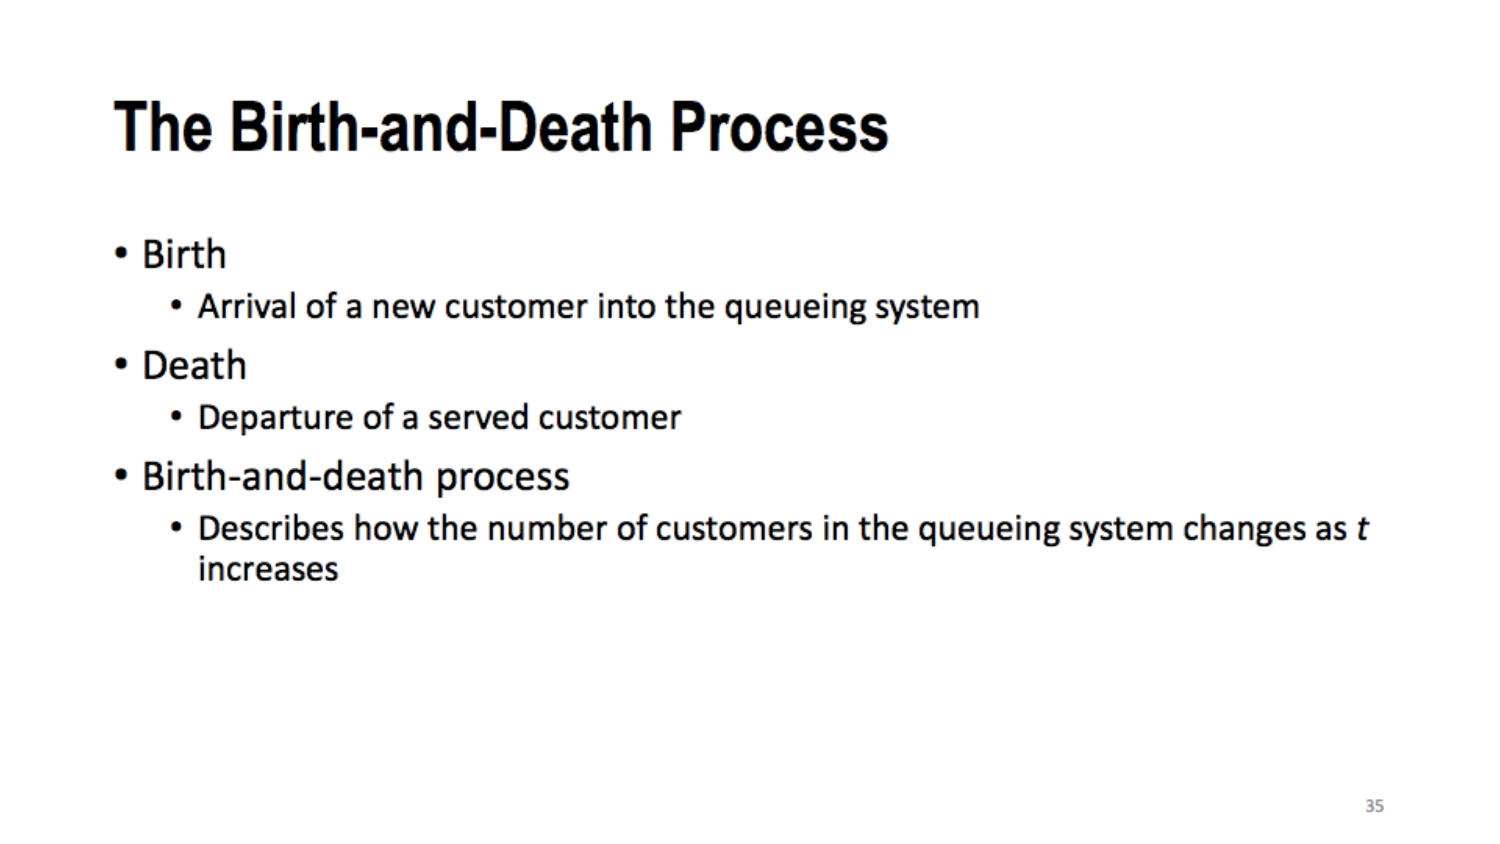 The Birth-and-Death Process
• Birth
• Arrival of a new customer into the queueing system
• Death
• Departure of a served customer
• Birth-and-death process
• Describes how the number of customers in the queueing system changes as t
increases
35